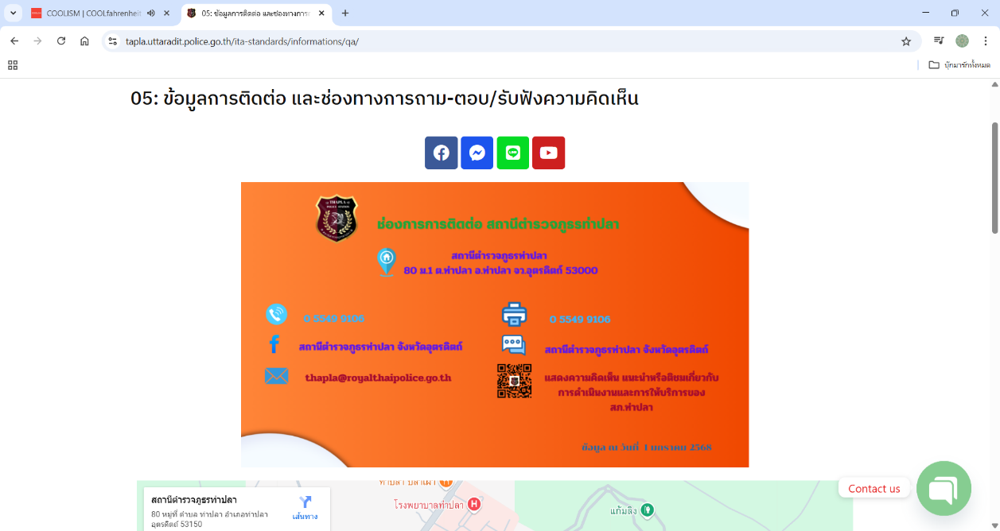 COOLISM | COOLfahrenheit
05: ข้อมูลการติดต่อ และช่องทางการถ
tapla.uttaradit.police.go.th/ita-standards/informations/qa/
บุ๊กมาร์กทั้งหมด
05: ข้อมูลการติดต่อ และช่องทางการถาม-ตอบ/รับฟังความคิดเห็น
THAPLA
POLICE STATION
ช่องการการติดต่อ สถานีตำรวจภูธรท่าปลา
สถานีตำรวจภูธรท่าปลา
80 ม.1 ต.ท่าปลา อ.ท่าปลา จว.อุตรดิตถ์ 53000
0 5549 9106
0 5549 9106
สถานีตำรวจภูธรท่าปลา จังหวัดอุตรดิตถ์
สถานีตำรวจภูธรท่าปลา จังหวัดอุตรดิตถ์
thapla@royalthaipolice.go.th
แสดงความคิดเห็น แนะนำหรือติชมเกี่ยวกับ
การดำเนินงานและการให้บริการของ
สภ.ท่าปลา
ข้อมูล ณ วันที่ 1 มกราคม 2568
Contact us
สถานีตำรวจภูธรท่าปลา
80 หมู่ที่ ตำบล ท่าปลา อำเภอท่าปลา
อุตรดิตถ์ 53150
เส้นทาง
ท่าปลา ปลาเผา
โรงพยาบาลท่าปลา
H
แก้มลิง